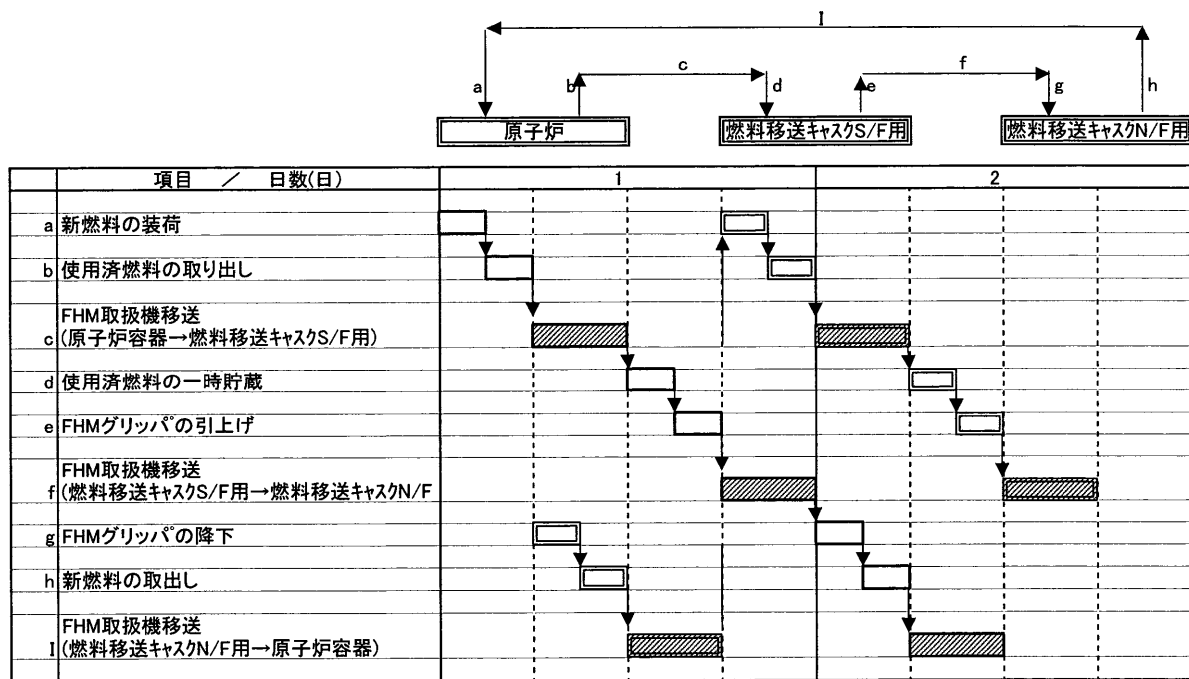 I
c
f
a
b
d
e
g
h
原子炉
燃料移送キャスクS/F用
燃料移送キャスクN/F用
項目 ／ 日数(日)
1
2
a 新燃料の装荷
b 使用済燃料の取り出し
FHM取扱機移送
c (原子炉容器→燃料移送キャスクS/F用)
d 使用済燃料の一時貯蔵
e FHMグリッパの引上げ
FHM取扱機移送
f (燃料移送キャスクS/F用→燃料移送キャスクN/F
g FHMグリッパの降下
h 新燃料の取出し
FHM取扱機移送
I (燃料移送キャスクN/F用→原子炉容器)